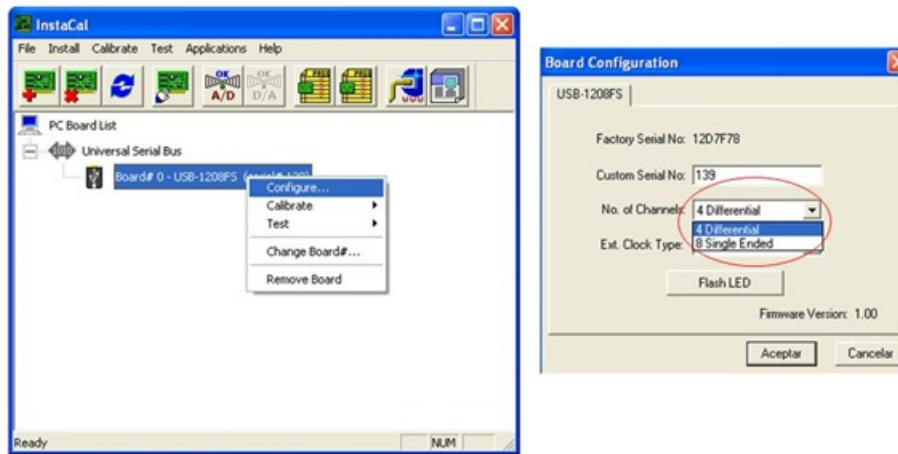 InstaCal
File Install Calibrate Test Applications Help
OK
A/D
OK
D/A
PC Board List
Universal Serial Bus
Board# 0 - USB-1208FS
Configure...
Calibrate
Test
Change Board#...
Remove Board
Ready
NUM
Board Configuration
USB-1208FS
Factory Serial No: 12D7F78
Custom Serial No: 139
No. of Channels: 4 Differential
4 Differential
8 Single Ended
Ext. Clock Type:
Flash LED
Firmware Version: 1.00
Aceptar
Cancelar